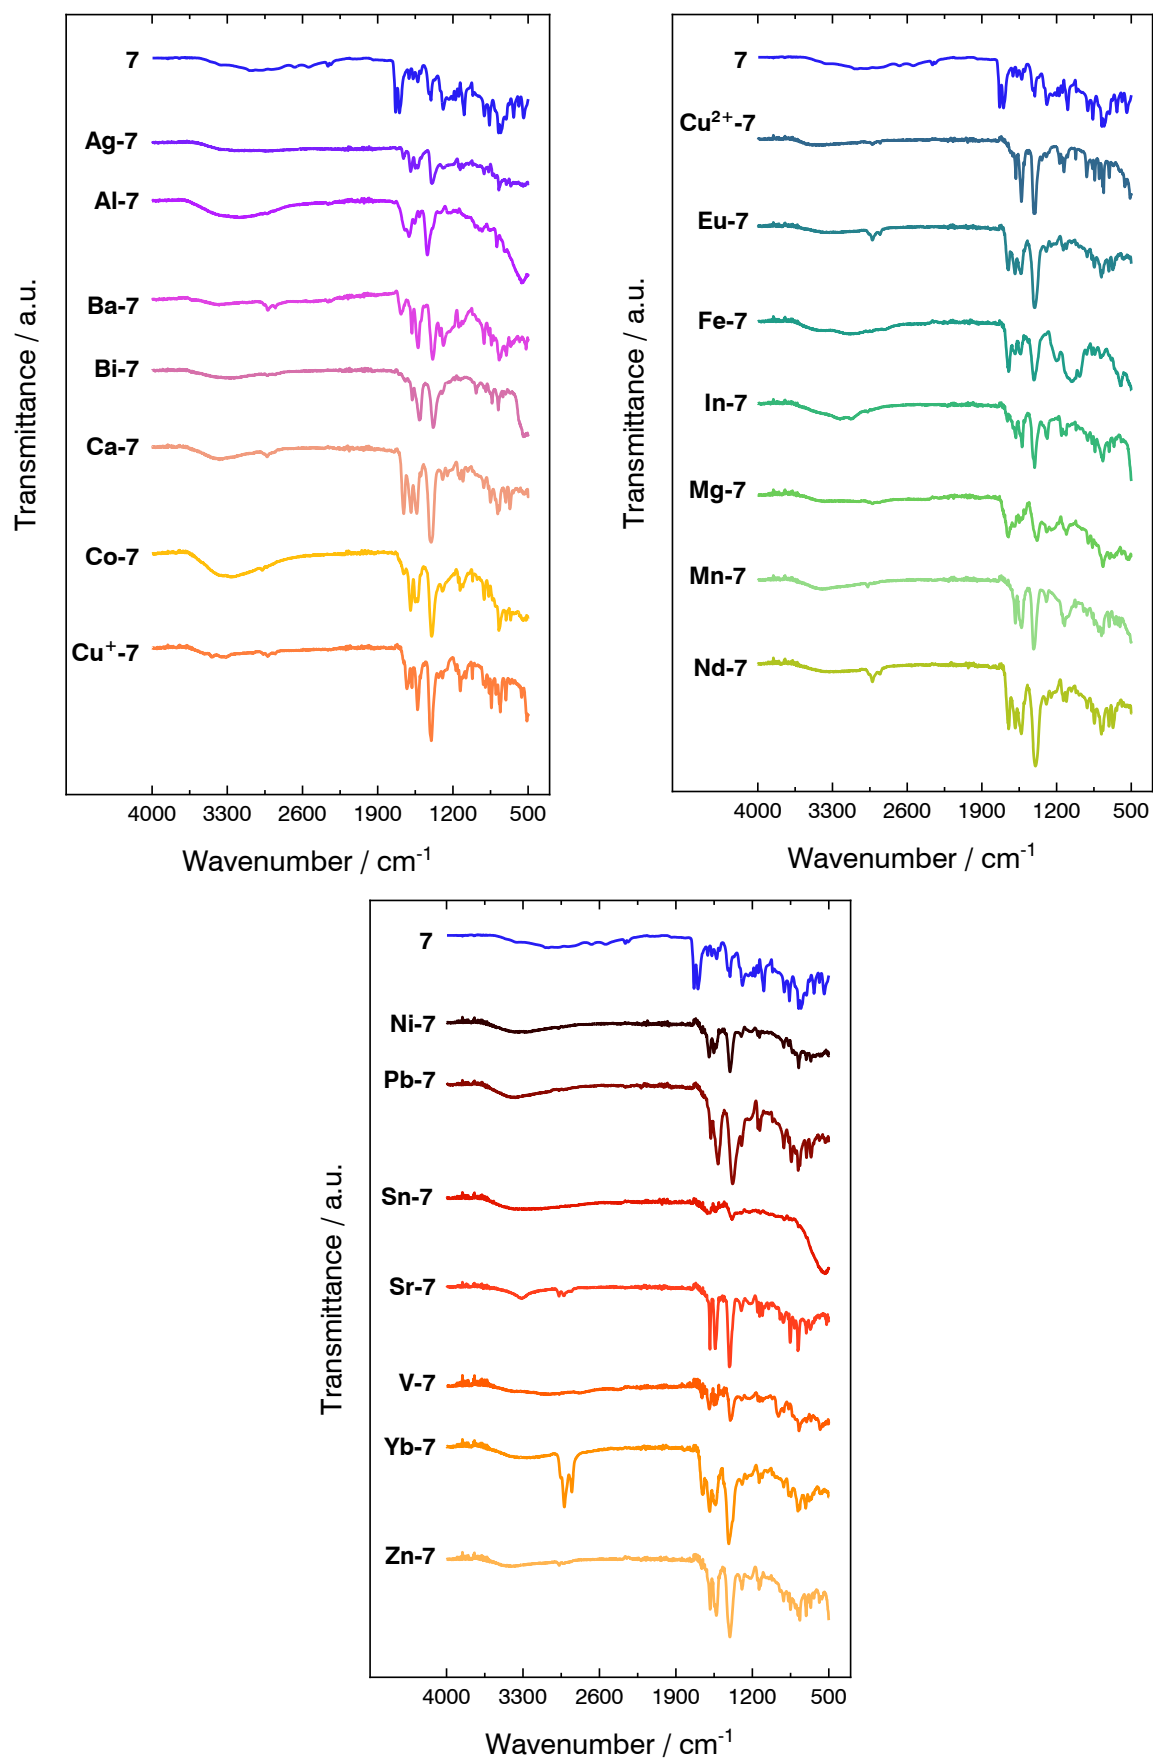 7
Ag-7
Al-7
Ba-7
Bi-7
Ca-7
Co-7
Cu⁺-7
Transmittance / a.u.
4000 3300 2600 1900 1200 500
Wavenumber / cm⁻¹
7
Cu²⁺-7
Eu-7
Fe-7
In-7
Mg-7
Mn-7
Nd-7
Transmittance / a.u.
4000 3300 2600 1900 1200 500
Wavenumber / cm⁻¹
7
Ni-7
Pb-7
Sn-7
Sr-7
V-7
Yb-7
Zn-7
Transmittance / a.u.
4000 3300 2600 1900 1200 500
Wavenumber / cm⁻¹